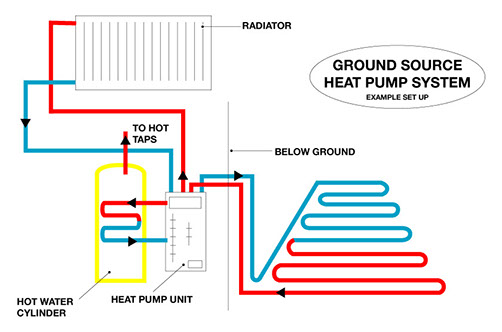 RADIATOR
GROUND SOURCE
HEAT PUMP SYSTEM
EXAMPLE SET UP
TO HOT
TAPS
BELOW GROUND
HOT WATER
CYLINDER
HEAT PUMP UNIT